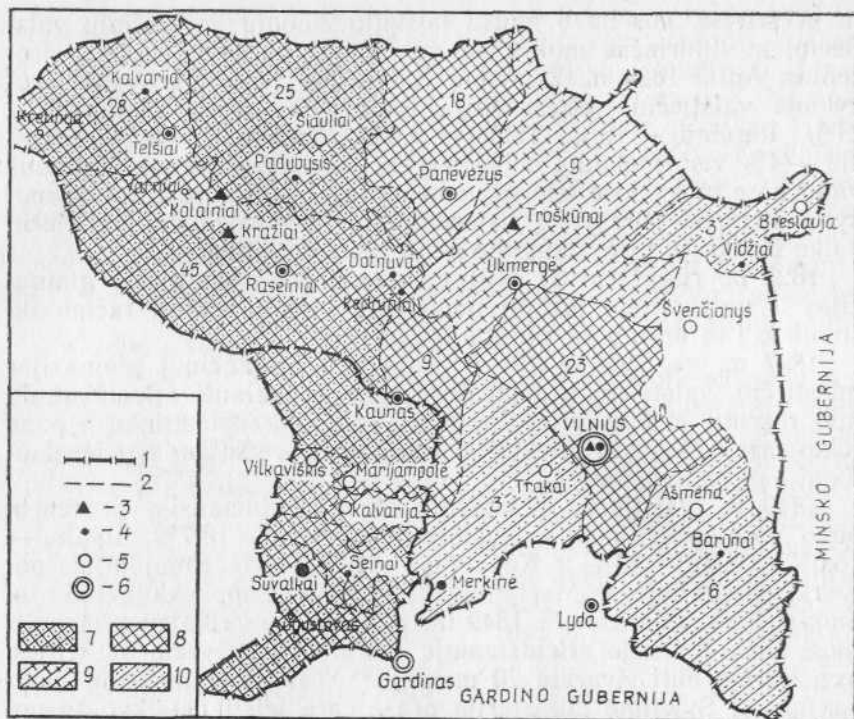 Kalvarija
28
Kretinga
Telšiai
25
Šiauliai
Padubysis
18
Panevėžys
9
Troškūnai
3
Breslauja
Vidžiai
Kolainiai
Kražiai
45
Raseiniai
Dotnuva
Kėdainiai
Ukmergė
Švenčionys
9
23
Kaunas
VILNIUS
Vilkaviškis
Marijampolė
Kalvarija
Trakai
3
Ašmena
Barūnai
6
Suvalkai
Seinai
Merkinė
Lyda
Augustavas
Gardinas
GARDINO GUBERNIJA
MINSKO GUBERNIJA
1
2
3
4
5
6
7
8
9
10